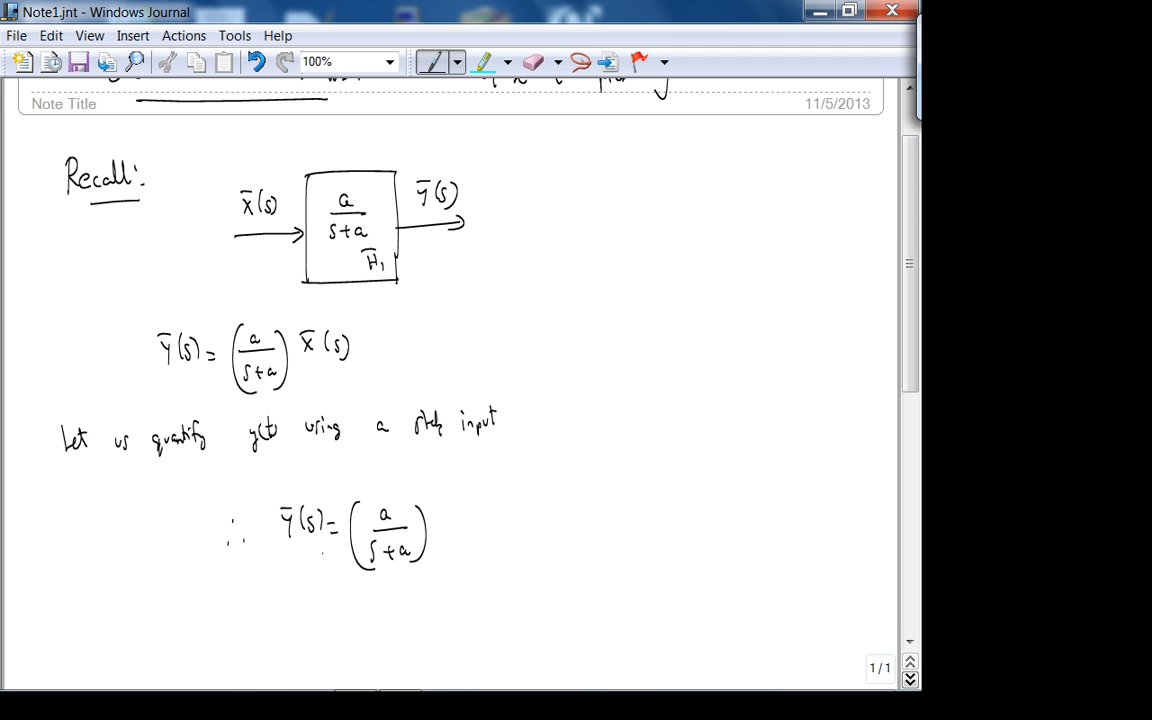 Note1.jnt - Windows Journal
File Edit View Insert Actions Tools Help
100%
Note Title
11/5/2013
Recall:
X̄(s)
a/(s+a)
H̄₁
Ȳ(s)
Ȳ(s) = (a/(s+a)) X̄(s)
Let us quantify y(t) using a step input
∴ Ȳ(s) = (a/(s+a))
1 / 1